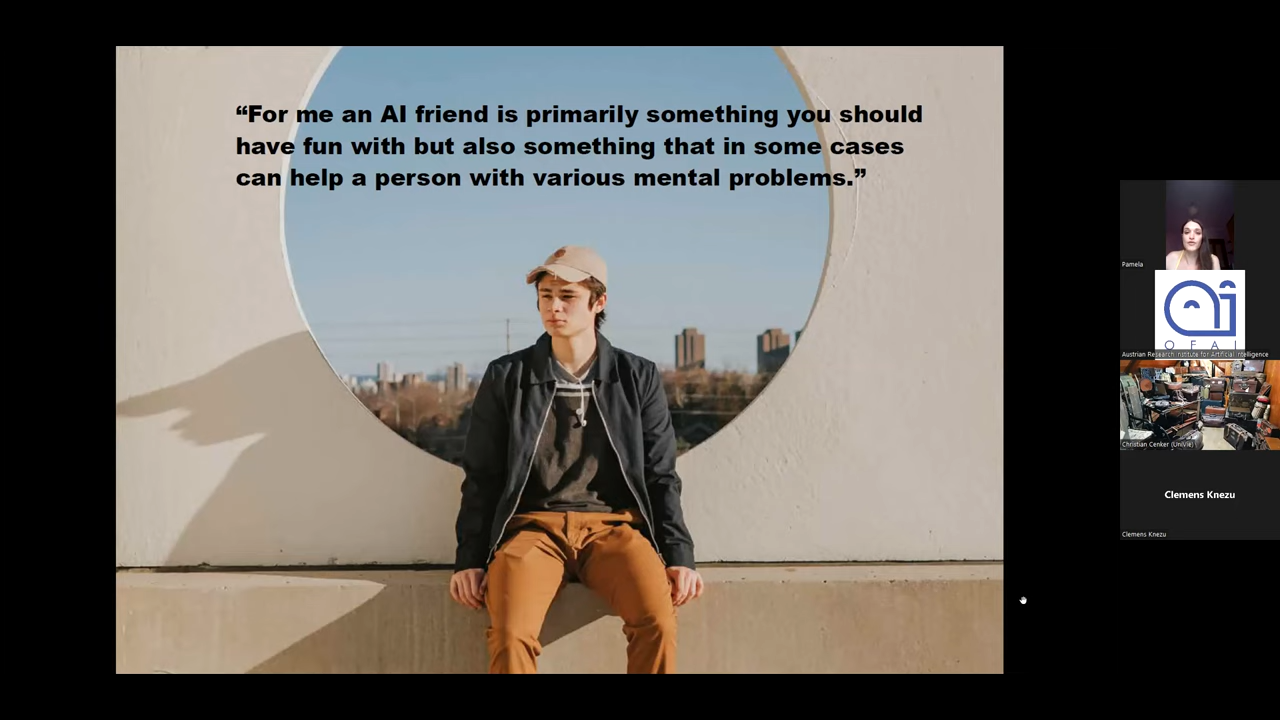 “For me an AI friend is primarily something you should
have fun with but also something that in some cases
can help a person with various mental problems.”
Pamela
OFAI
Austrian Research Institute for Artificial Intelligence
Christian Cenker (UniVie)
Clemens Knezu
Clemens Knezu